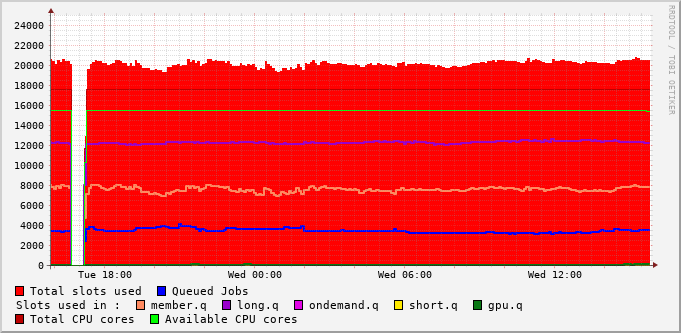 24000
22000
20000
18000
16000
14000
12000
10000
8000
6000
4000
2000
0
Tue 18:00 Wed 00:00 Wed 06:00 Wed 12:00
RRDTOOL / TOBI OETIKER
Total slots used Queued Jobs
Slots used in : member.q long.q ondemand.q short.q gpu.q
Total CPU cores Available CPU cores